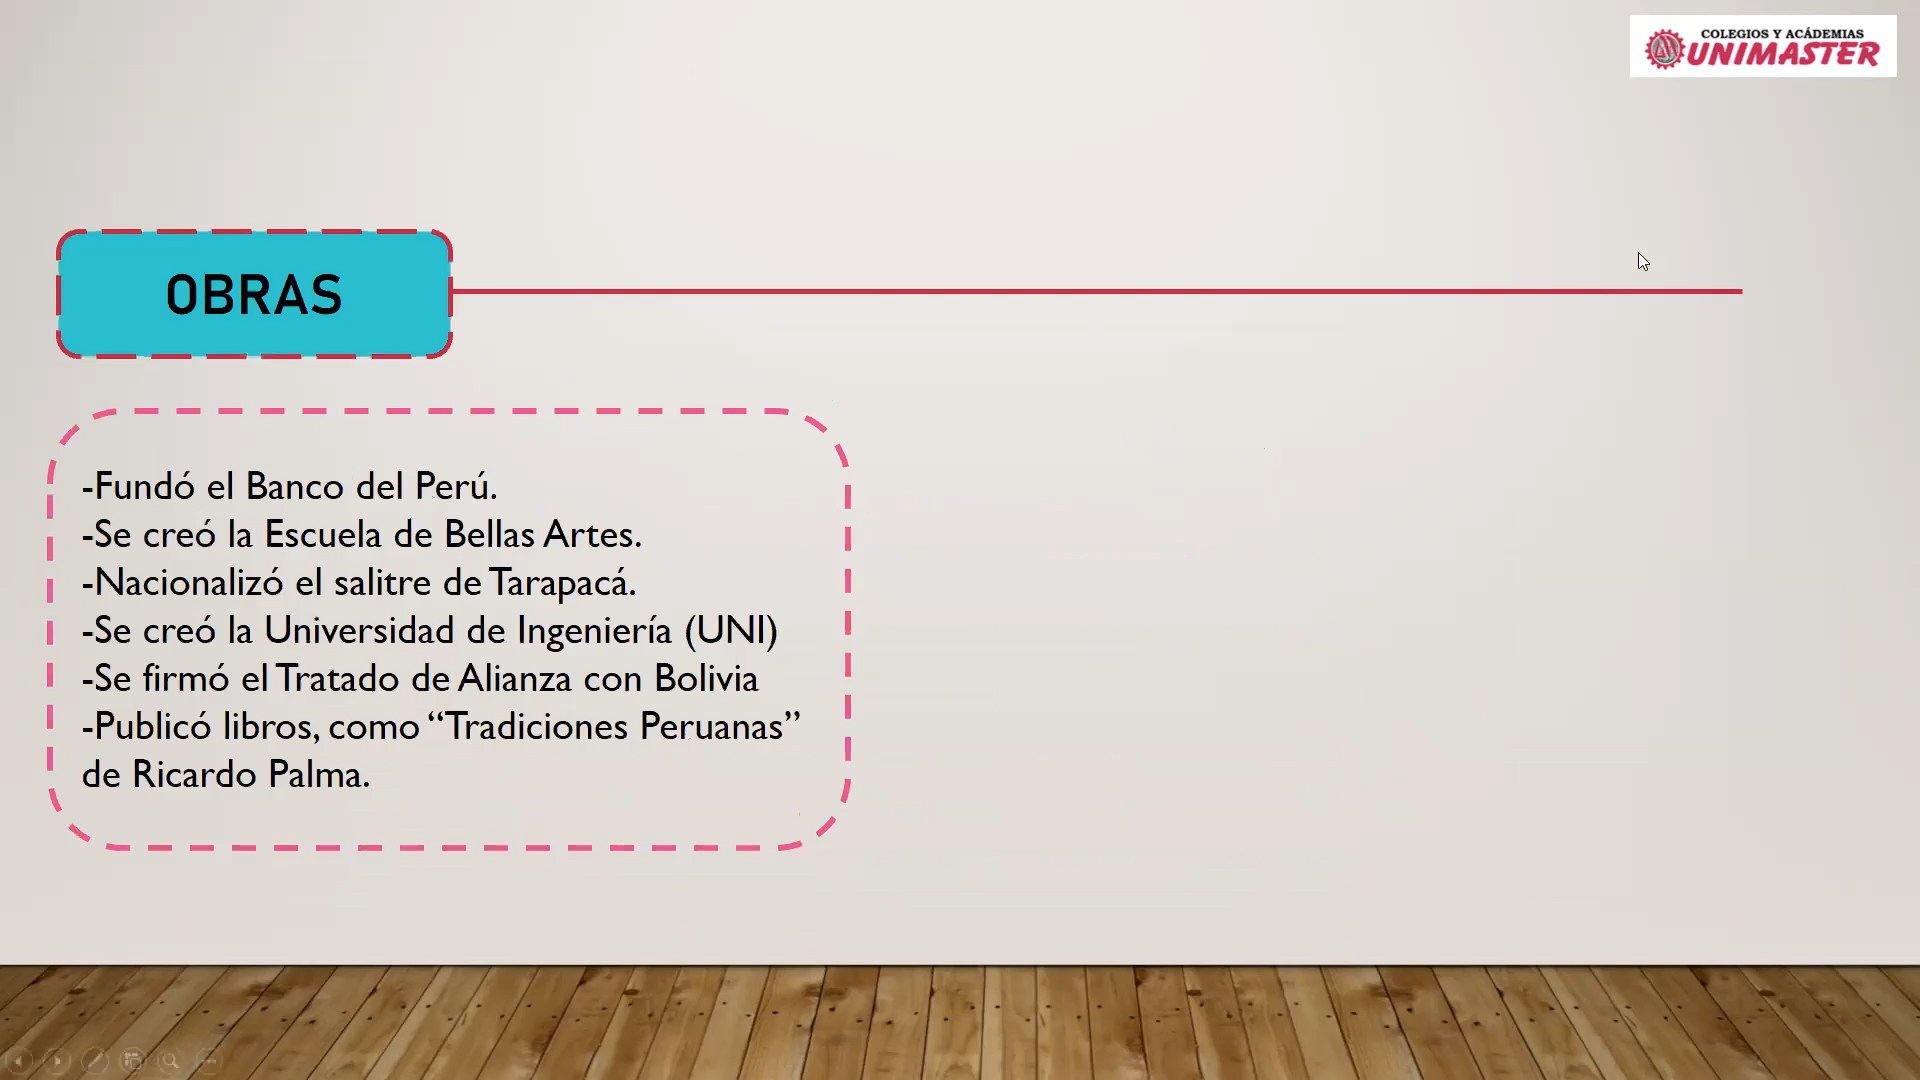 COLEGIOS Y ACÁDEMIAS
UNIMASTER
OBRAS
-Fundó el Banco del Perú.
-Se creó la Escuela de Bellas Artes.
-Nacionalizó el salitre de Tarapacá.
-Se creó la Universidad de Ingeniería (UNI)
-Se firmó el Tratado de Alianza con Bolivia
-Publicó libros, como “Tradiciones Peruanas”
de Ricardo Palma.